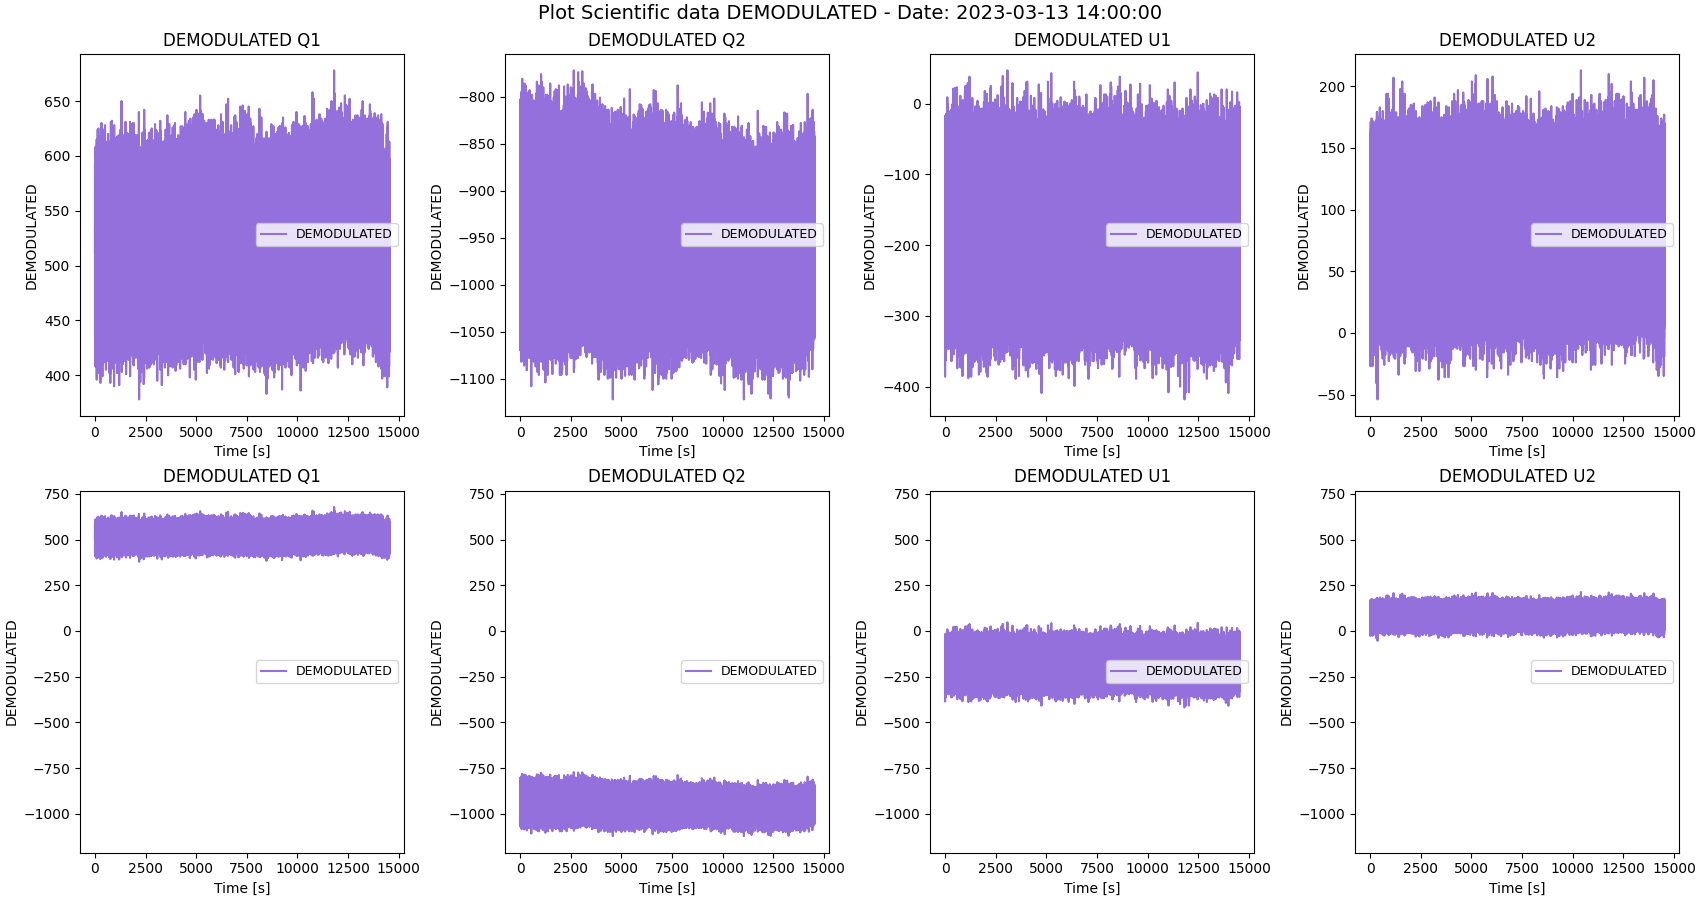 Plot Scientific data DEMODULATED - Date: 2023-03-13 14:00:00
DEMODULATED Q1
DEMODULATED
650
600
550
500
450
400
DEMODULATED
0 2500 5000 7500 10000 12500 15000
Time [s]
DEMODULATED Q2
DEMODULATED
−800
−850
−900
−950
−1000
−1050
−1100
DEMODULATED
0 2500 5000 7500 10000 12500 15000
Time [s]
DEMODULATED U1
DEMODULATED
0
−100
−200
−300
−400
DEMODULATED
0 2500 5000 7500 10000 12500 15000
Time [s]
DEMODULATED U2
DEMODULATED
200
150
100
50
0
−50
DEMODULATED
0 2500 5000 7500 10000 12500 15000
Time [s]
DEMODULATED Q1
DEMODULATED
750
500
250
0
−250
−500
−750
−1000
DEMODULATED
0 2500 5000 7500 10000 12500 15000
Time [s]
DEMODULATED Q2
DEMODULATED
750
500
250
0
−250
−500
−750
−1000
DEMODULATED
0 2500 5000 7500 10000 12500 15000
Time [s]
DEMODULATED U1
DEMODULATED
750
500
250
0
−250
−500
−750
−1000
DEMODULATED
0 2500 5000 7500 10000 12500 15000
Time [s]
DEMODULATED U2
DEMODULATED
750
500
250
0
−250
−500
−750
−1000
DEMODULATED
0 2500 5000 7500 10000 12500 15000
Time [s]